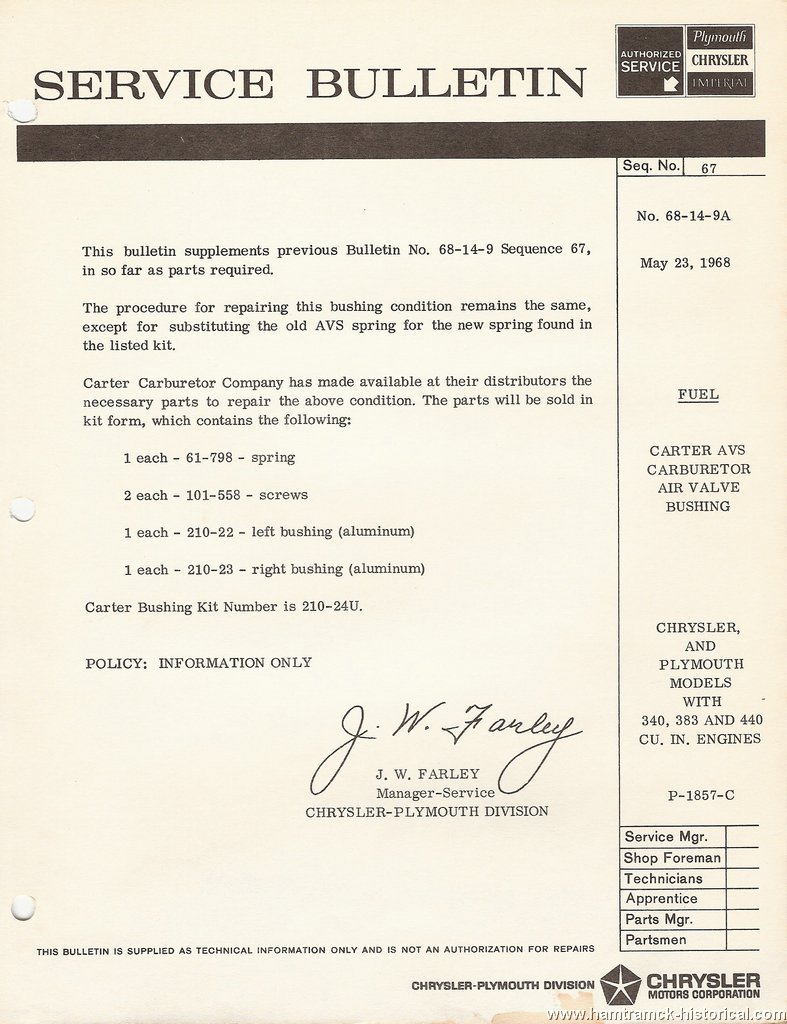 SERVICE BULLETIN
AUTHORIZED
SERVICE
Plymouth
CHRYSLER
IMPERIAL
Seq. No. 67
No. 68-14-9A
May 23, 1968
This bulletin supplements previous Bulletin No. 68-14-9 Sequence 67,
in so far as parts required.
The procedure for repairing this bushing condition remains the same,
except for substituting the old AVS spring for the new spring found in
the listed kit.
Carter Carburetor Company has made available at their distributors the
necessary parts to repair the above condition. The parts will be sold in
kit form, which contains the following:
1 each - 61-798 - spring
2 each - 101-558 - screws
1 each - 210-22 - left bushing (aluminum)
1 each - 210-23 - right bushing (aluminum)
Carter Bushing Kit Number is 210-24U.
POLICY: INFORMATION ONLY
J. W. Farley
J. W. FARLEY
Manager-Service
CHRYSLER-PLYMOUTH DIVISION
FUEL
CARTER AVS
CARBURETOR
AIR VALVE
BUSHING
CHRYSLER,
AND
PLYMOUTH
MODELS
WITH
340, 383 AND 440
CU. IN. ENGINES
P-1857-C
Service Mgr.
Shop Foreman
Technicians
Apprentice
Parts Mgr.
Partsmen
THIS BULLETIN IS SUPPLIED AS TECHNICAL INFORMATION ONLY AND IS NOT AN AUTHORIZATION FOR REPAIRS
CHRYSLER-PLYMOUTH DIVISION
CHRYSLER
MOTORS CORPORATION
www.hamtramck-historical.com